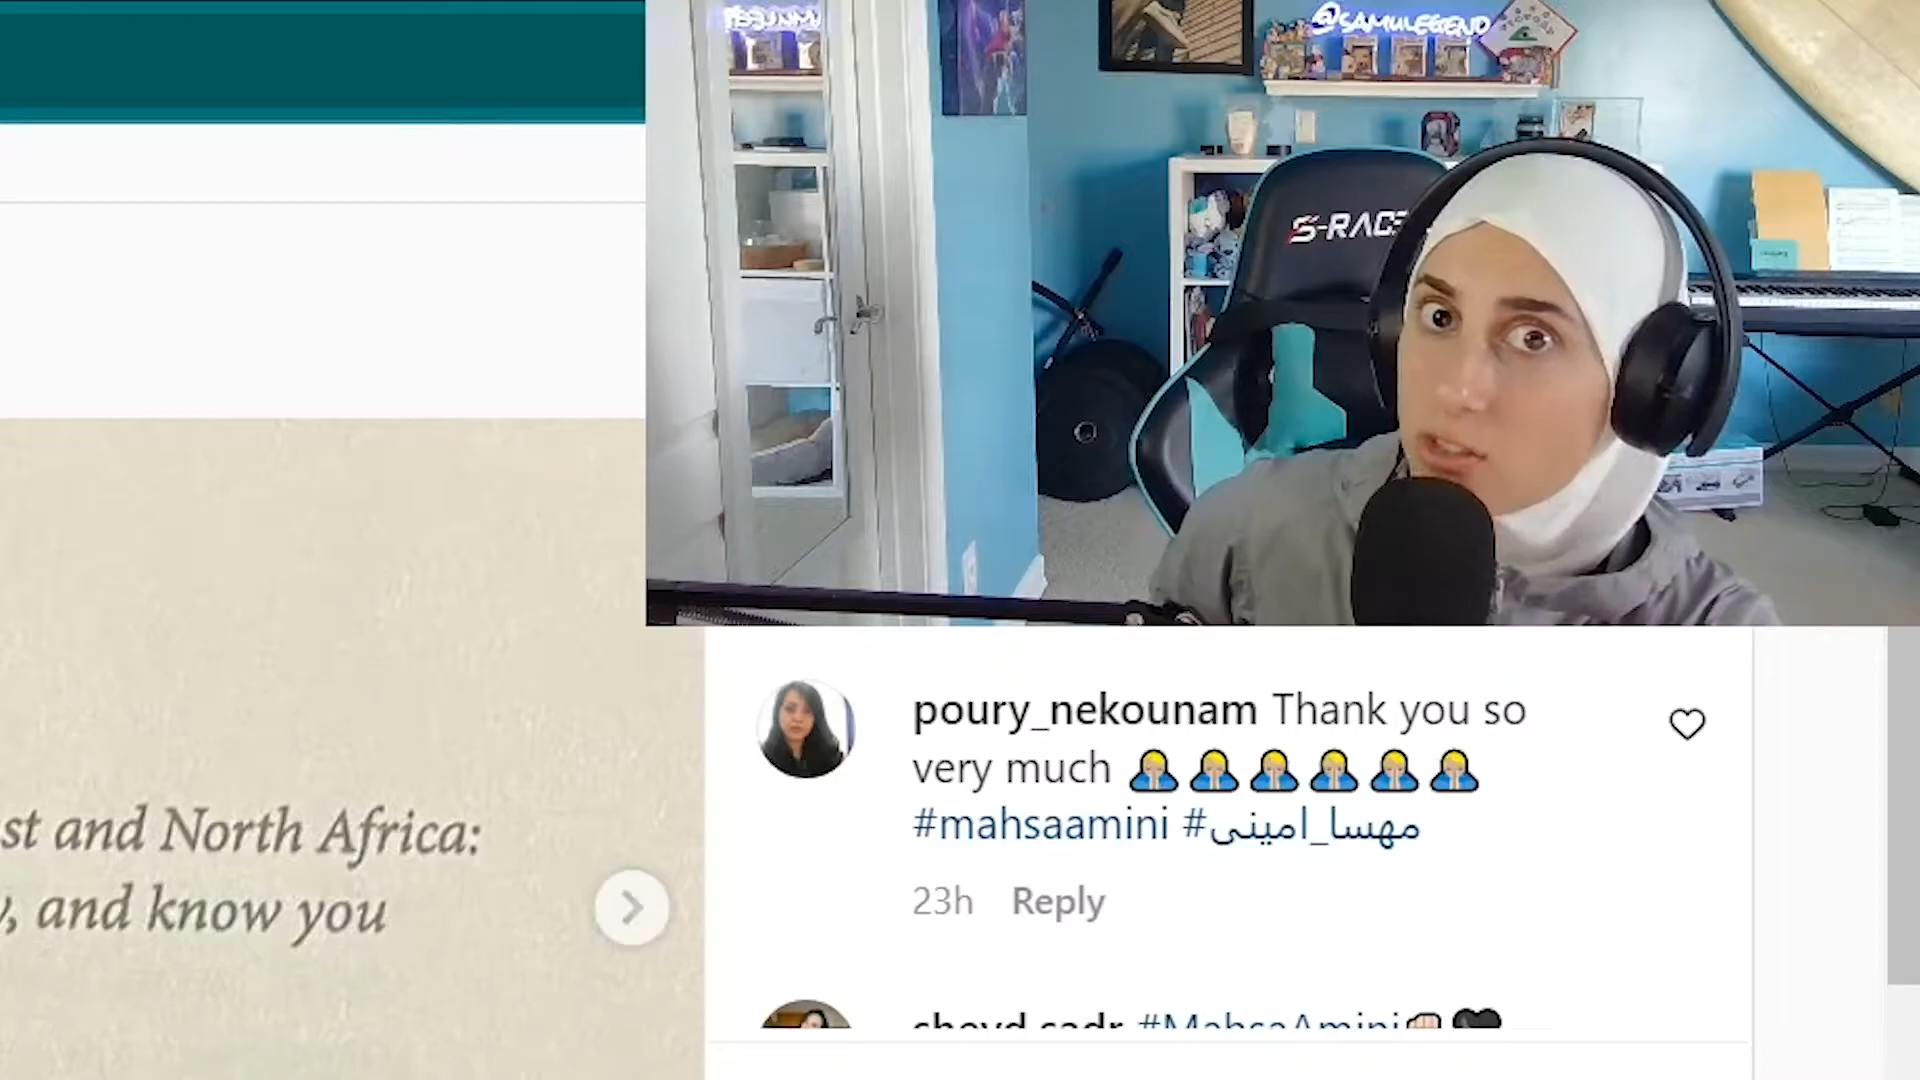 @SAMULEGEND
S-RACE
st and North Africa:
, and know you
poury_nekounam Thank you so
very much 🤦🏼‍♂️🤦🏼‍♂️🤦🏼‍♂️🤦🏼‍♂️🤦🏼‍♂️🤦🏼‍♂️
#mahsaamini #مهسا_امینی
23h Reply
#MahsaAmini